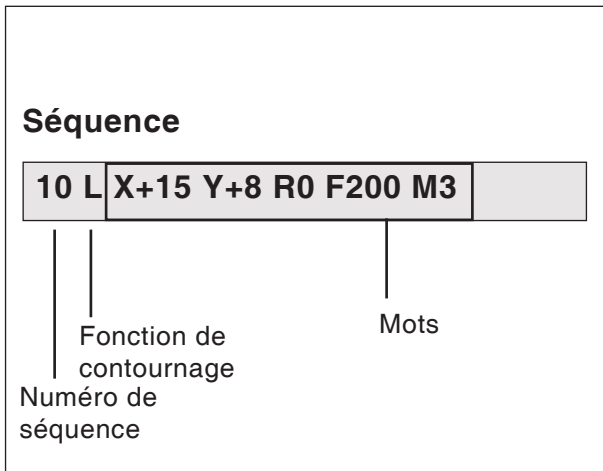 Séquence
10 L X+15 Y+8 R0 F200 M3
Fonction de
contournage
Mots
Numéro de
séquence